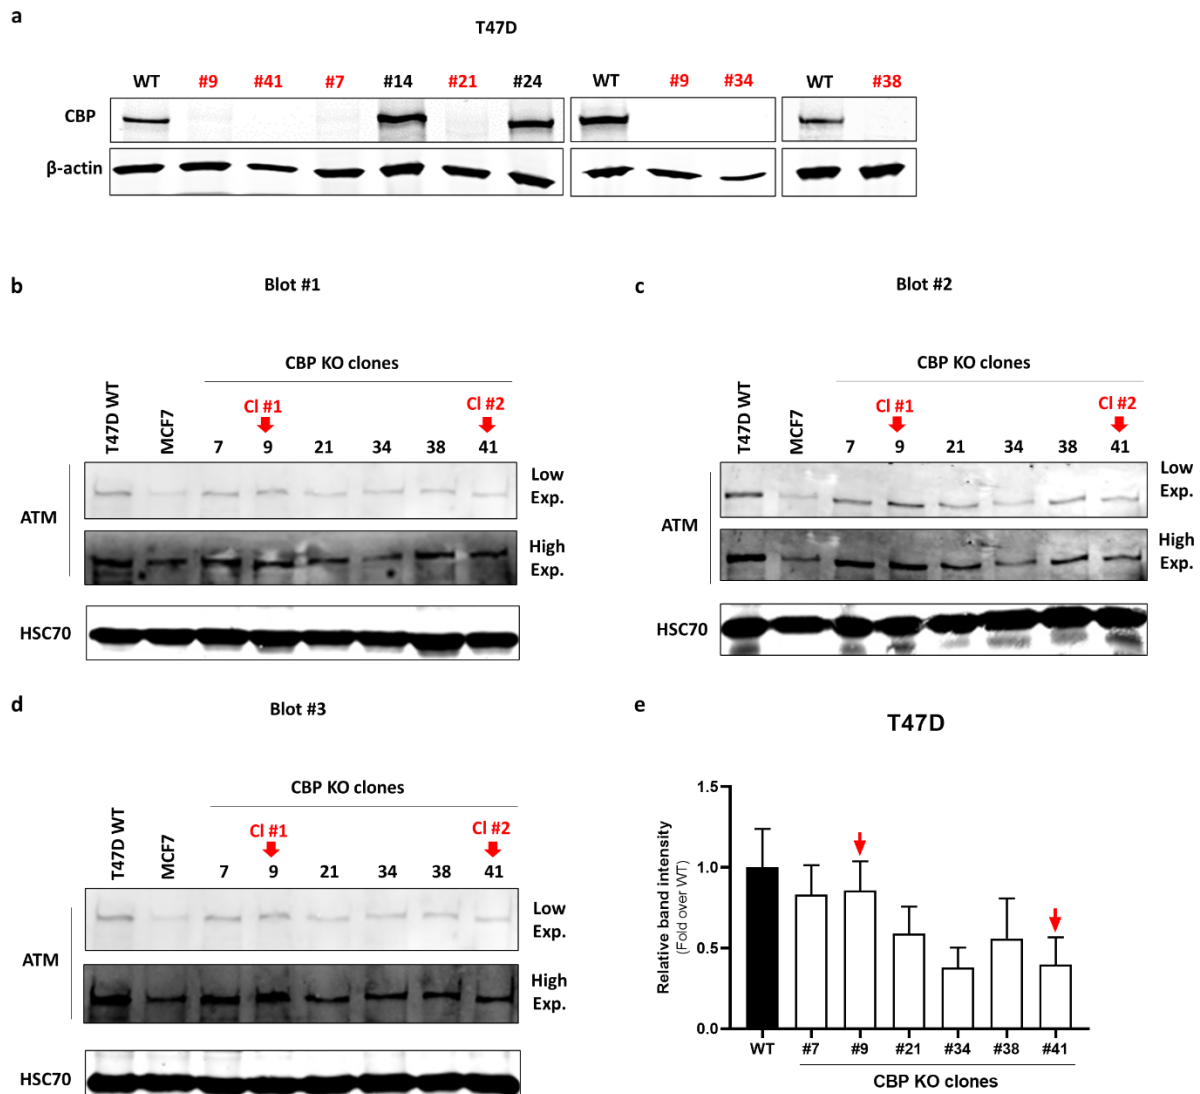 a
T47D
WT #9 #41 #7 #14 #21 #24 WT #9 #34 WT #38
CBP
β-actin
b
Blot #1
CBP KO clones
T47D WT
MCF7
Cl #1
Cl #2
7 9 21 34 38 41
ATM
Low
Exp.
High
Exp.
HSC70
c
Blot #2
CBP KO clones
T47D WT
MCF7
Cl #1
Cl #2
7 9 21 34 38 41
ATM
Low
Exp.
High
Exp.
HSC70
d
Blot #3
CBP KO clones
T47D WT
MCF7
Cl #1
Cl #2
7 9 21 34 38 41
ATM
Low
Exp.
High
Exp.
HSC70
e
T47D
Relative band intensity
(Fold over WT)
1.5
1.0
0.5
0.0
WT #7 #9 #21 #34 #38 #41
CBP KO clones